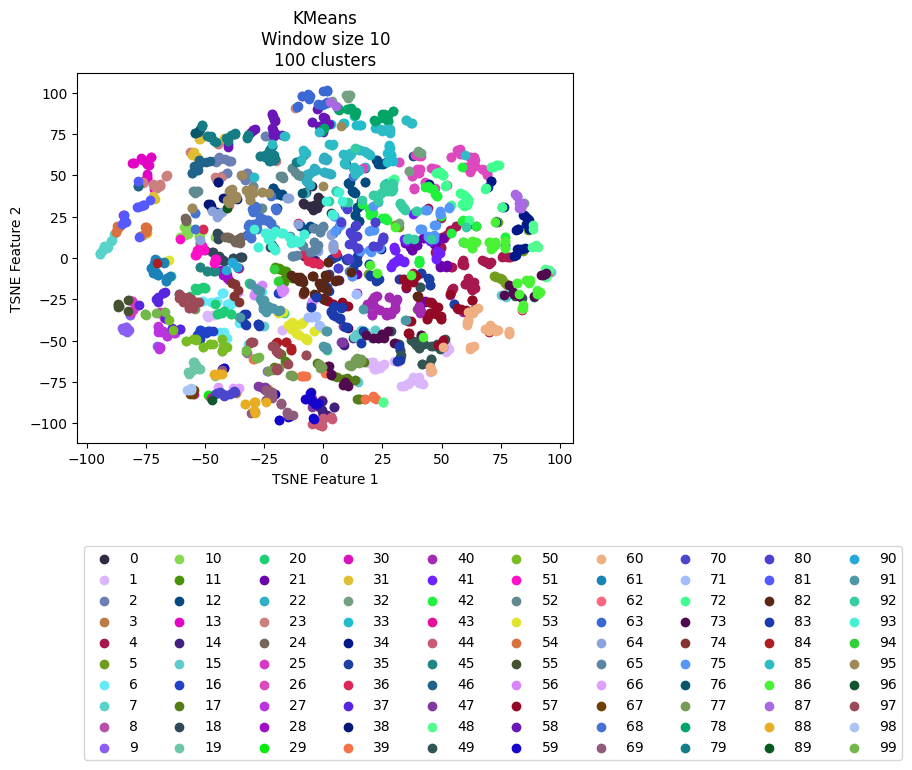 KMeans
Window size 10
100 clusters
100
75
50
25
0
−25
−50
−75
−100
TSNE Feature 2
−100 −75 −50 −25 0 25 50 75 100
TSNE Feature 1
0 10 20 30 40 50 60 70 80 90
1 11 21 31 41 51 61 71 81 91
2 12 22 32 42 52 62 72 82 92
3 13 23 33 43 53 63 73 83 93
4 14 24 34 44 54 64 74 84 94
5 15 25 35 45 55 65 75 85 95
6 16 26 36 46 56 66 76 86 96
7 17 27 37 47 57 67 77 87 97
8 18 28 38 48 58 68 78 88 98
9 19 29 39 49 59 69 79 89 99